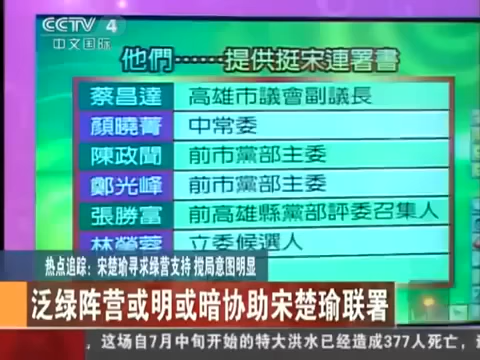 CCTV 4
中文国际
他們……提供挺宋連署書
蔡昌達 高雄市議會副議長
顏曉菁 中常委
陳政聞 前市黨部主委
鄭光峰 前市黨部主委
張勝富 前高雄縣黨部評委召集人
林瑩蓉 立委候選人
热点追踪：宋楚瑜寻求绿营支持 搅局意图明显
泛绿阵营或明或暗协助宋楚瑜联署
，这场自7月中旬开始的特大洪水已经造成377人死亡，